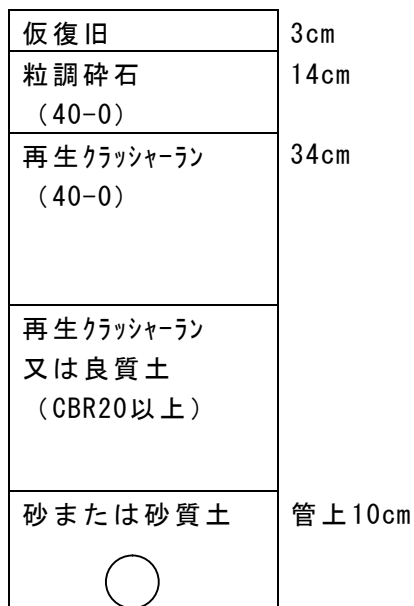 仮復旧 3cm
粒調砕石 14cm
（40-0）
再生ｸﾗｯｼｬｰﾗﾝ 34cm
（40-0）
再生ｸﾗｯｼｬｰﾗﾝ
又は良質土
（CBR20以上）
砂または砂質土 管上10cm